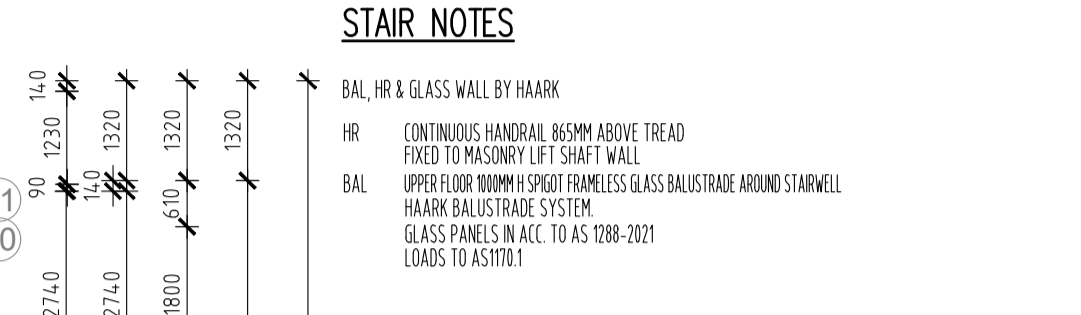 STAIR NOTES
BAL, HR & GLASS WALL BY HAARK
HR CONTINUOUS HANDRAIL 865MM ABOVE TREAD
FIXED TO MASONRY LIFT SHAFT WALL
BAL UPPER FLOOR 1000MM H SPIGOT FRAMELESS GLASS BALUSTRADE AROUND STAIRWELL
HAARK BALUSTRADE SYSTEM.
GLASS PANELS IN ACC. TO AS 1288-2021
LOADS TO AS1170.1
140
1230
90
2740
1320
140
2740
1320
610
1800
1320
1
0